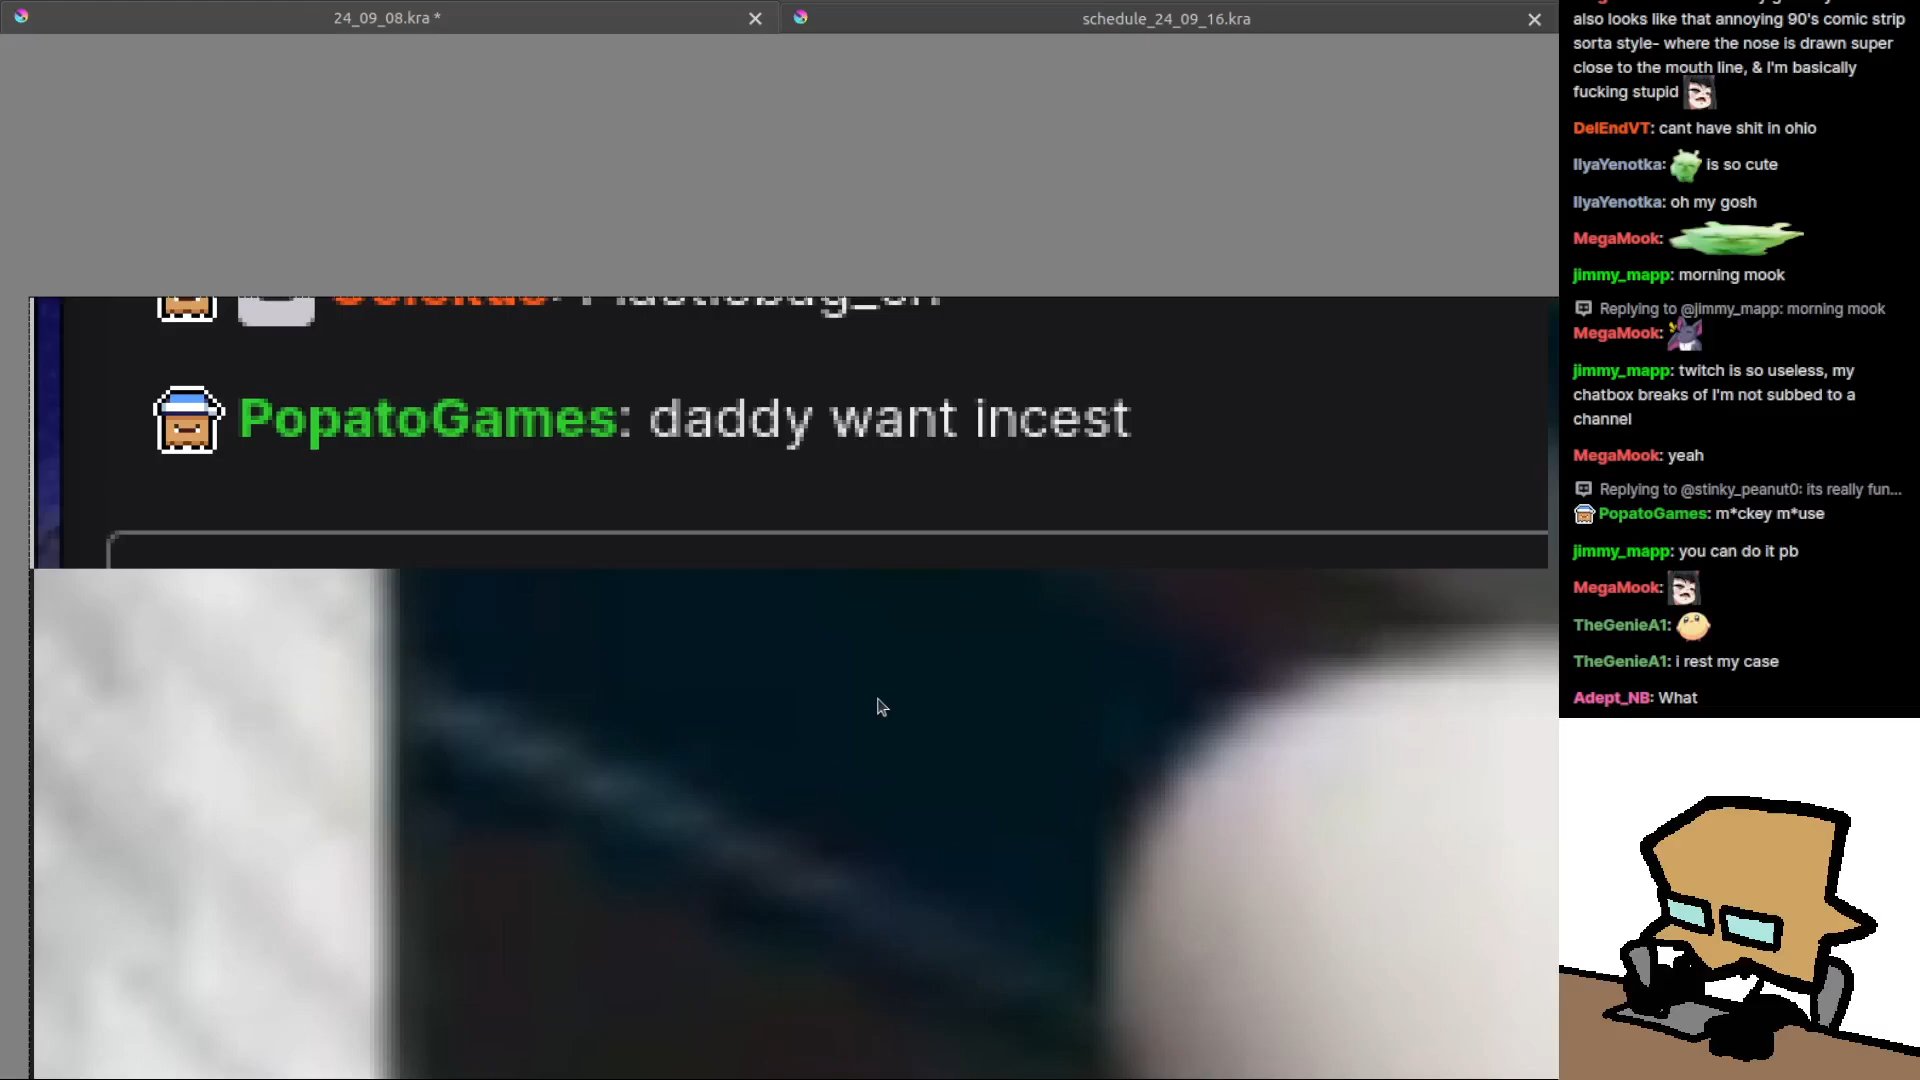 24_09_08.kra *
schedule_24_09_16.kra
PopatoGames: daddy want incest
also looks like that annoying 90's comic strip
sorta style- where the nose is drawn super
close to the mouth line, & I'm basically
fucking stupid
DelEndVT: cant have shit in ohio
IlyaYenotka: is so cute
IlyaYenotka: oh my gosh
MegaMook:
jimmy_mapp: morning mook
Replying to @jimmy_mapp: morning mook
MegaMook:
jimmy_mapp: twitch is so useless, my
chatbox breaks of I'm not subbed to a
channel
MegaMook: yeah
Replying to @stinky_peanut0: its really fun...
PopatoGames: m*ckey m*use
jimmy_mapp: you can do it pb
MegaMook:
TheGenieA1:
TheGenieA1: i rest my case
Adept_NB: What